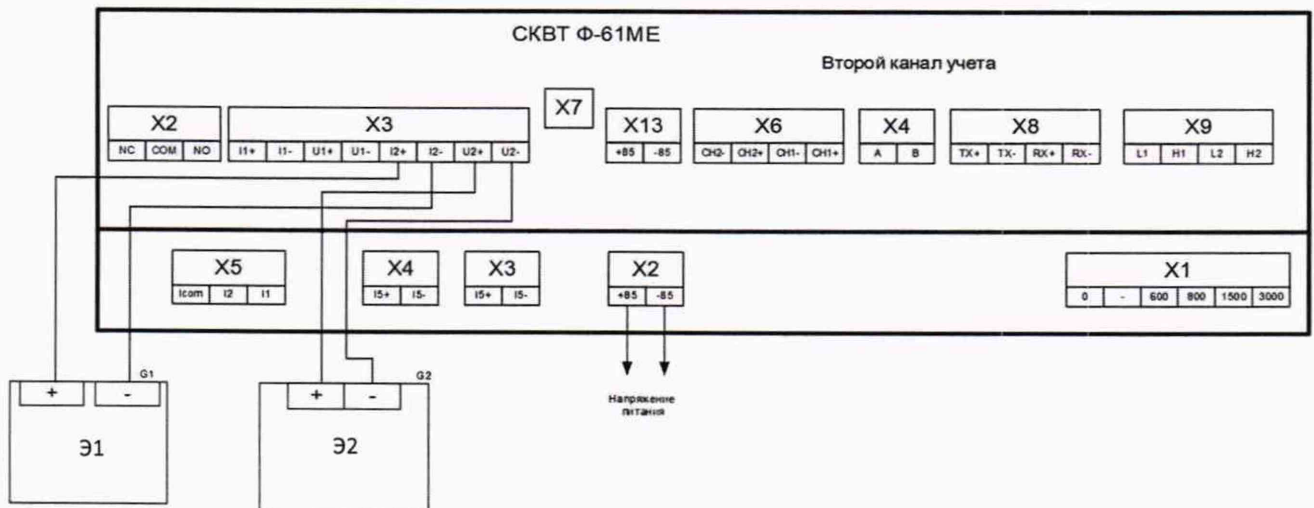 СКВТ Ф-61МЕ
Второй канал учета
X2 X3 X7 X13 X6 X4 X8 X9
NC COM NO I1+ I1- U1+ U1- I2+ I2- U2+ U2- +85 -85 CH2- CH2+ CH1- CH1+ A B TX+ TX- RX+ RX- L1 H1 L2 H2
X5 X4 X3 X2 X1
Icom I2 I1 I5+ I5- I5+ I5- +85 -85 0 - 600 800 1500 3000
G1 G2
+ - + -
Напряжение
питания
Э1 Э2